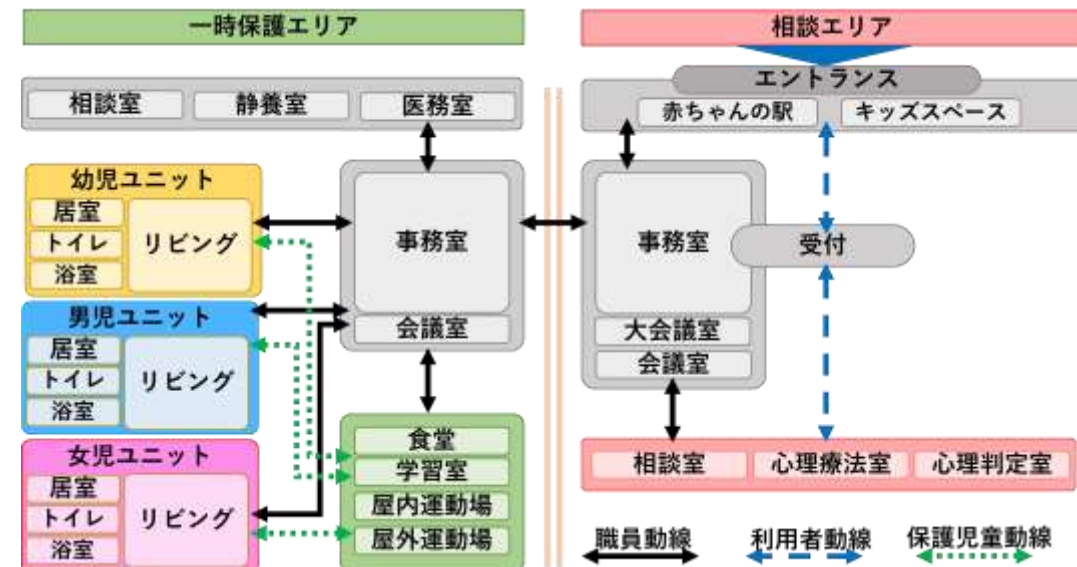 一時保護エリア
相談室
静養室
医務室
幼児ユニット
居室
トイレ
浴室
リビング
男児ユニット
居室
トイレ
浴室
リビング
女児ユニット
居室
トイレ
浴室
リビング
事務室
会議室
食堂
学習室
屋内運動場
屋外運動場
相談エリア
エントランス
赤ちゃんの駅
キッズスペース
事務室
大会議室
会議室
受付
相談室
心理療法室
心理判定室
職員動線
利用者動線
保護児童動線